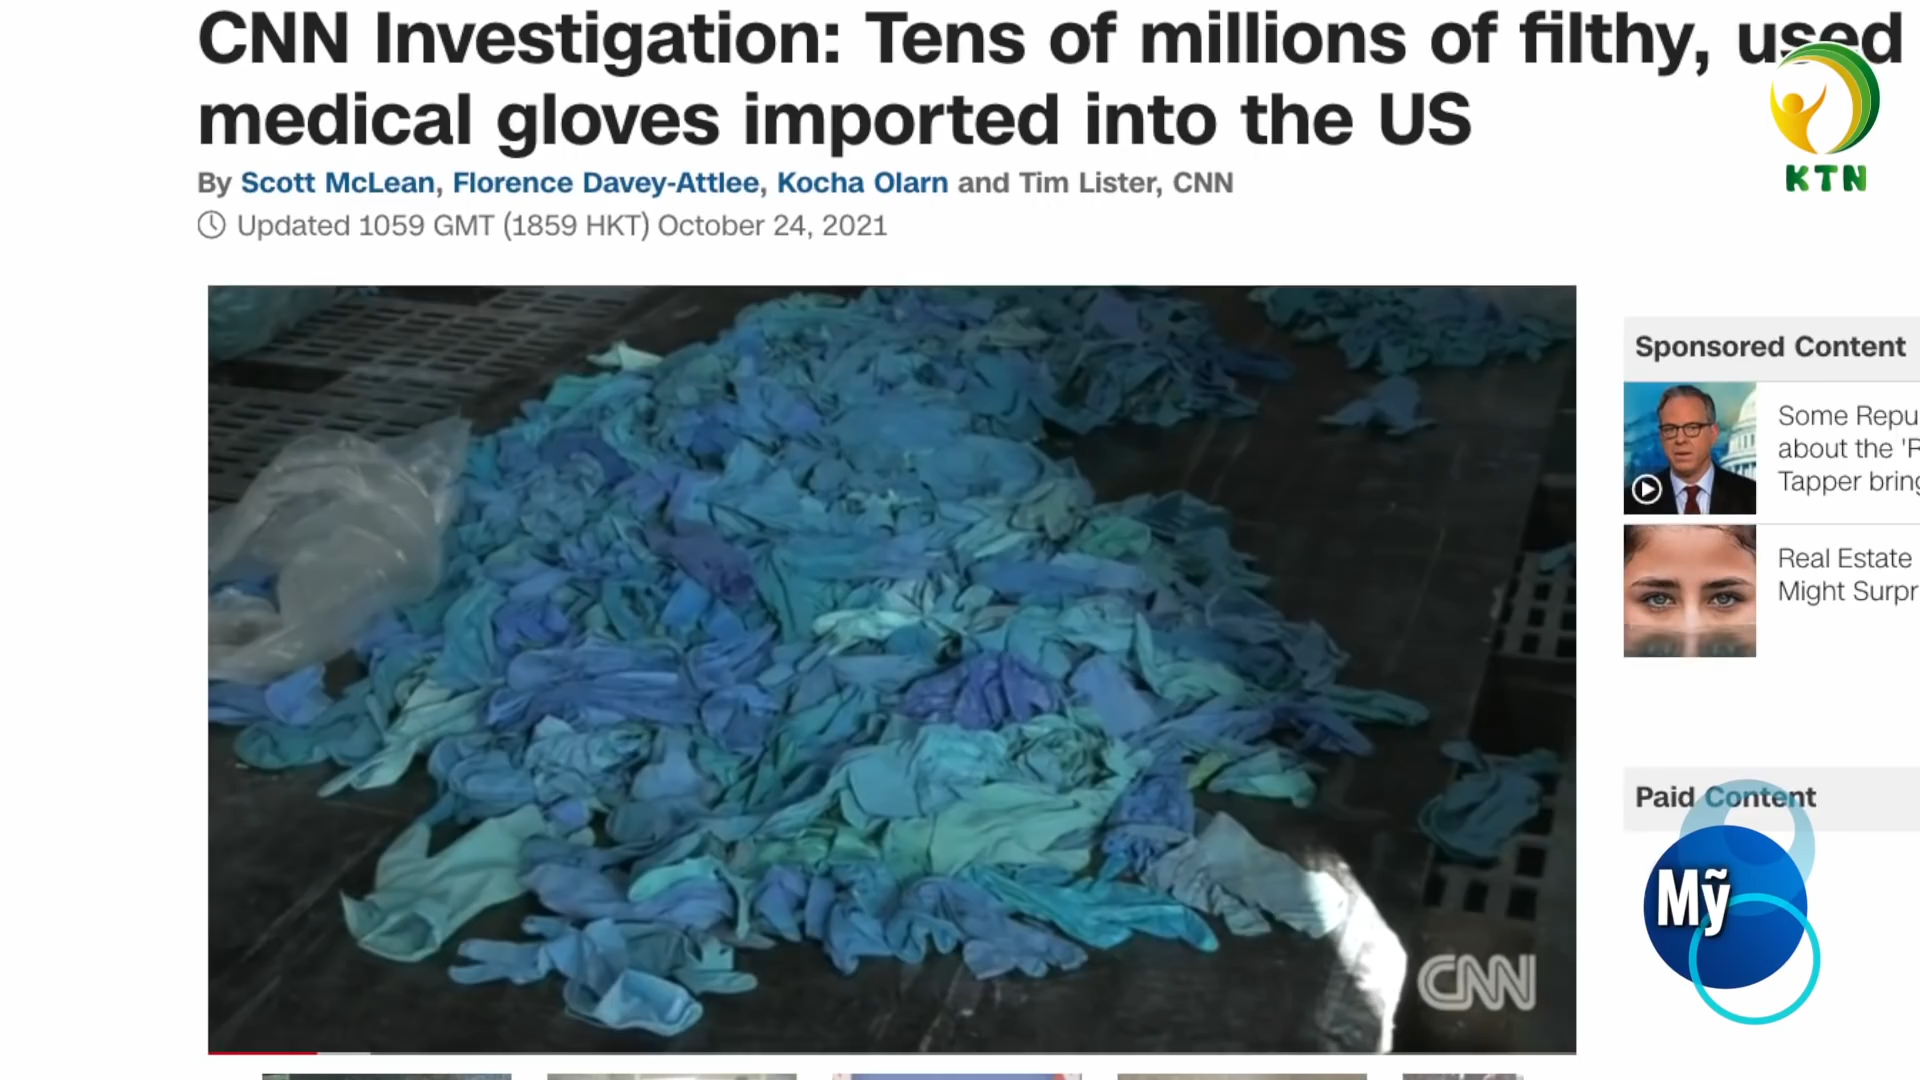 CNN Investigation: Tens of millions of filthy, used
medical gloves imported into the US
KTN
By Scott McLean, Florence Davey-Attlee, Kocha Olarn and Tim Lister, CNN
Updated 1059 GMT (1859 HKT) October 24, 2021
Sponsored Content
Some Repu
about the 'R
Tapper bring
Real Estate
Might Surpr
Paid Content
Mỹ
CNN